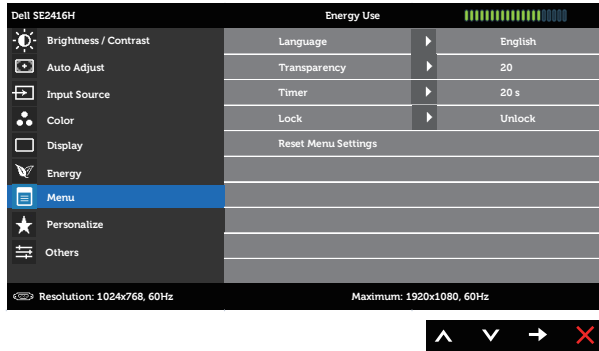 Dell SE2416H Energy Use
Brightness / Contrast
Auto Adjust
Input Source
Color
Display
Energy
Menu
Personalize
Others
Language English
Transparency 20
Timer 20 s
Lock Unlock
Reset Menu Settings
Resolution: 1024x768, 60Hz Maximum: 1920x1080, 60Hz